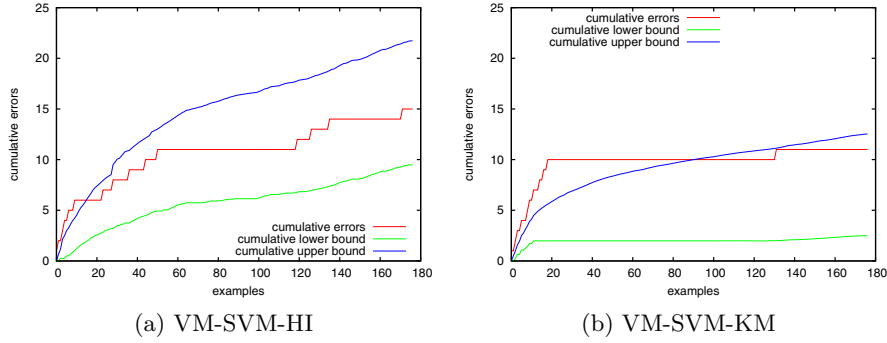 25
20
15
10
5
0
cumulative errors
cumulative errors
cumulative lower bound
cumulative upper bound
0 20 40 60 80 100 120 140 160 180
examples
(a) VM-SVM-HI
25
20
15
10
5
0
cumulative errors
cumulative errors
cumulative lower bound
cumulative upper bound
0 20 40 60 80 100 120 140 160 180
examples
(b) VM-SVM-KM